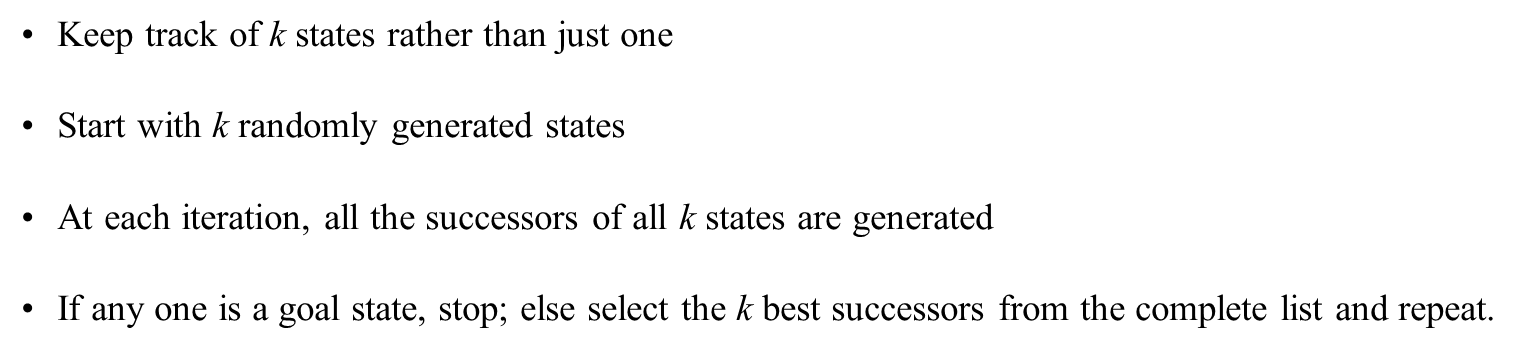 • Keep track of k states rather than just one
• Start with k randomly generated states
• At each iteration, all the successors of all k states are generated
• If any one is a goal state, stop; else select the k best successors from the complete list and repeat.